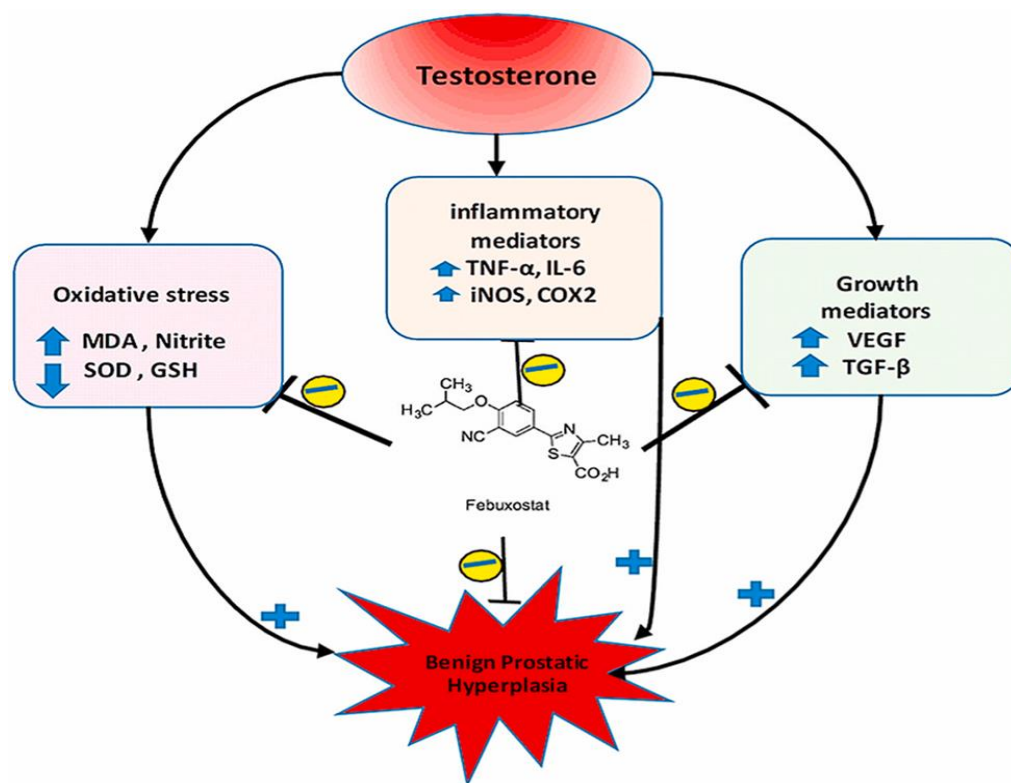 Testosterone
inflammatory
mediators
TNF-α, IL-6
iNOS, COX2
Oxidative stress
MDA , Nitrite
SOD , GSH
Growth
mediators
VEGF
TGF-β
CH₃
H₃C
O
NC
N
S
CH₃
CO₂H
Febuxostat
Benign Prostatic
Hyperplasia